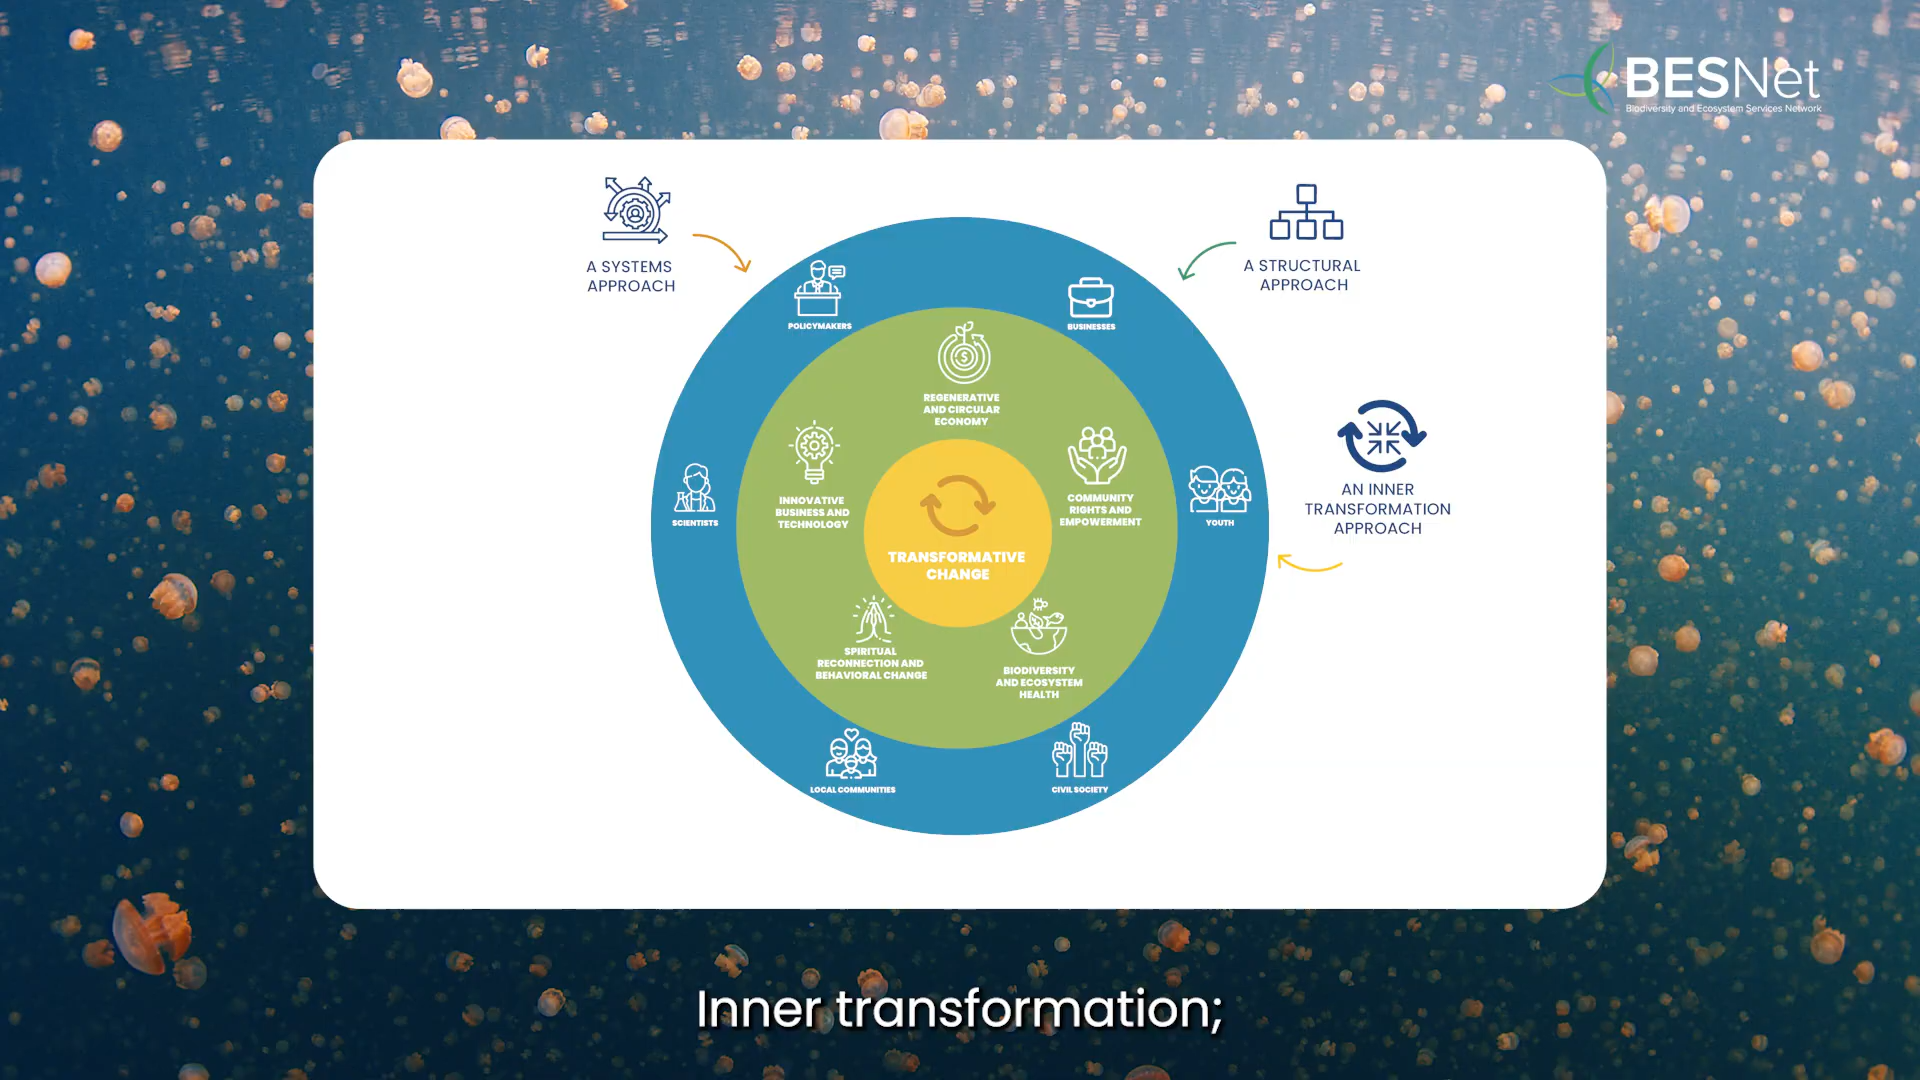 BESNet
Biodiversity and Ecosystem Services Network
A SYSTEMS
APPROACH
A STRUCTURAL
APPROACH
POLICYMAKERS
BUSINESSES
REGENERATIVE
AND CIRCULAR
ECONOMY
$
INNOVATIVE
BUSINESS AND
TECHNOLOGY
COMMUNITY
RIGHTS AND
EMPOWERMENT
SCIENTISTS
YOUTH
AN INNER
TRANSFORMATION
APPROACH
TRANSFORMATIVE
CHANGE
SPIRITUAL
RECONNECTION AND
BEHAVIORAL CHANGE
BIODIVERSITY
AND ECOSYSTEM
HEALTH
LOCAL COMMUNITIES
CIVIL SOCIETY
Inner transformation;